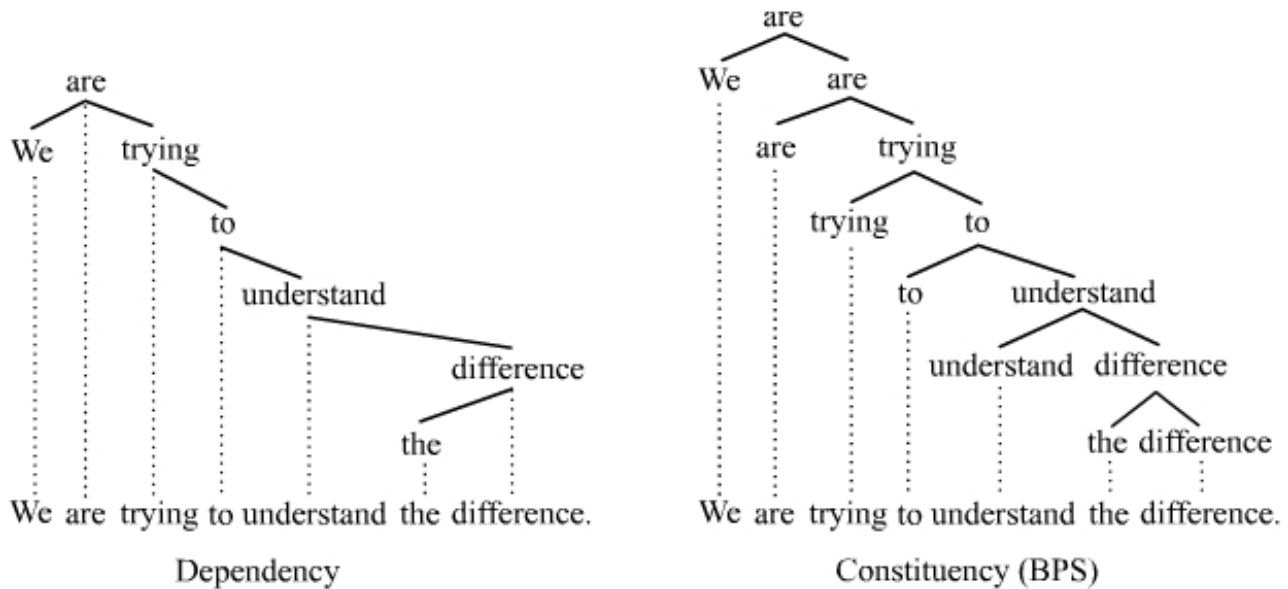 are
We are
are trying
trying to
to understand
understand difference
the difference
We are trying to understand the difference.
Constituency (BPS)
are
We trying
to
understand
difference
the
We are trying to understand the difference.
Dependency